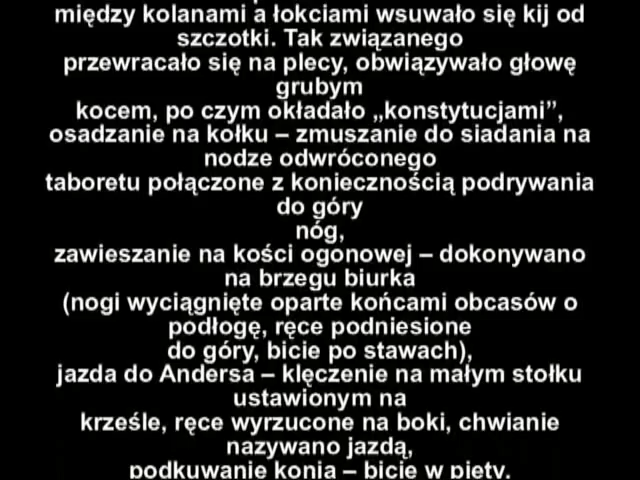 między kolanami a łokciami wsuwało się kij od
szczotki. Tak związanego
przewracało się na plecy, obwiązywało głowę
grubym
kocem, po czym okładało „konstytucjami”,
osadzanie na kołku – zmuszanie do siadania na
nodze odwróconego
taboretu połączone z koniecznością podrywania
do góry
nóg,
zawieszanie na kości ogonowej – dokonywano
na brzegu biurka
(nogi wyciągnięte oparte końcami obcasów o
podłogę, ręce podniesione
do góry, bicie po stawach),
jazda do Andersa – klęczenie na małym stołku
ustawionym na
krześle, ręce wyrzucone na boki, chwianie
nazywano jazdą,
podkuwanie konia – bicie w pięty.